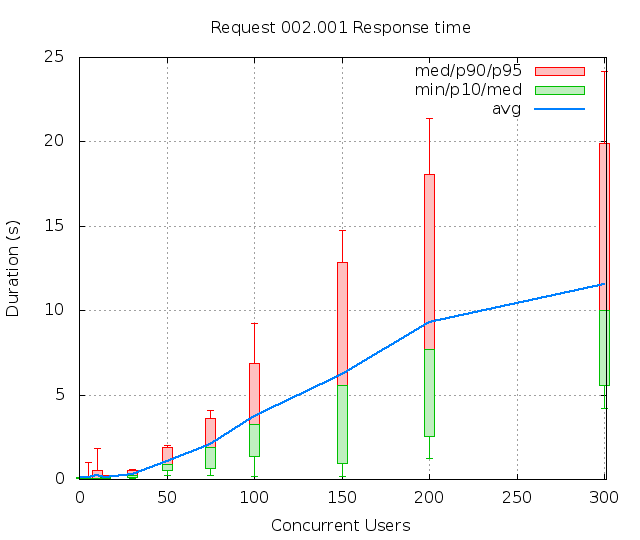 Request 002.001 Response time
25
20
15
10
5
0
Duration (s)
med/p90/p95
min/p10/med
avg
0 50 100 150 200 250 300
Concurrent Users